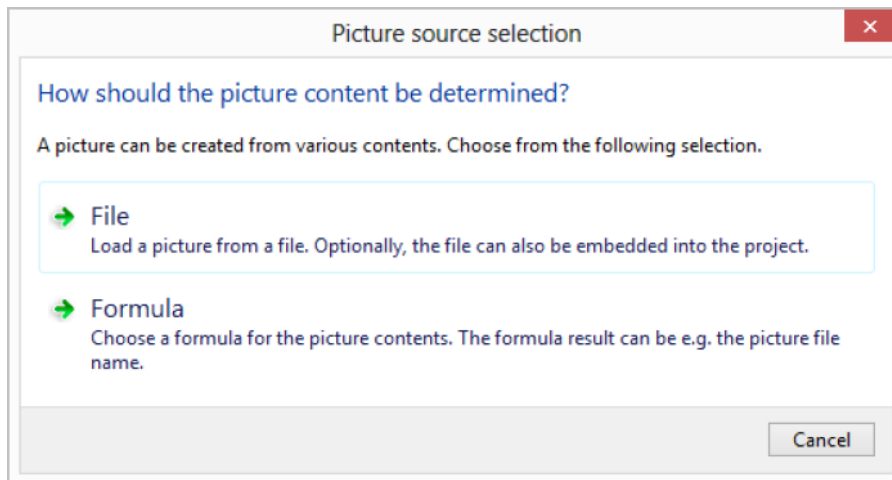 Picture source selection
How should the picture content be determined?
A picture can be created from various contents. Choose from the following selection.
File
Load a picture from a file. Optionally, the file can also be embedded into the project.
Formula
Choose a formula for the picture contents. The formula result can be e.g. the picture file
name.
Cancel